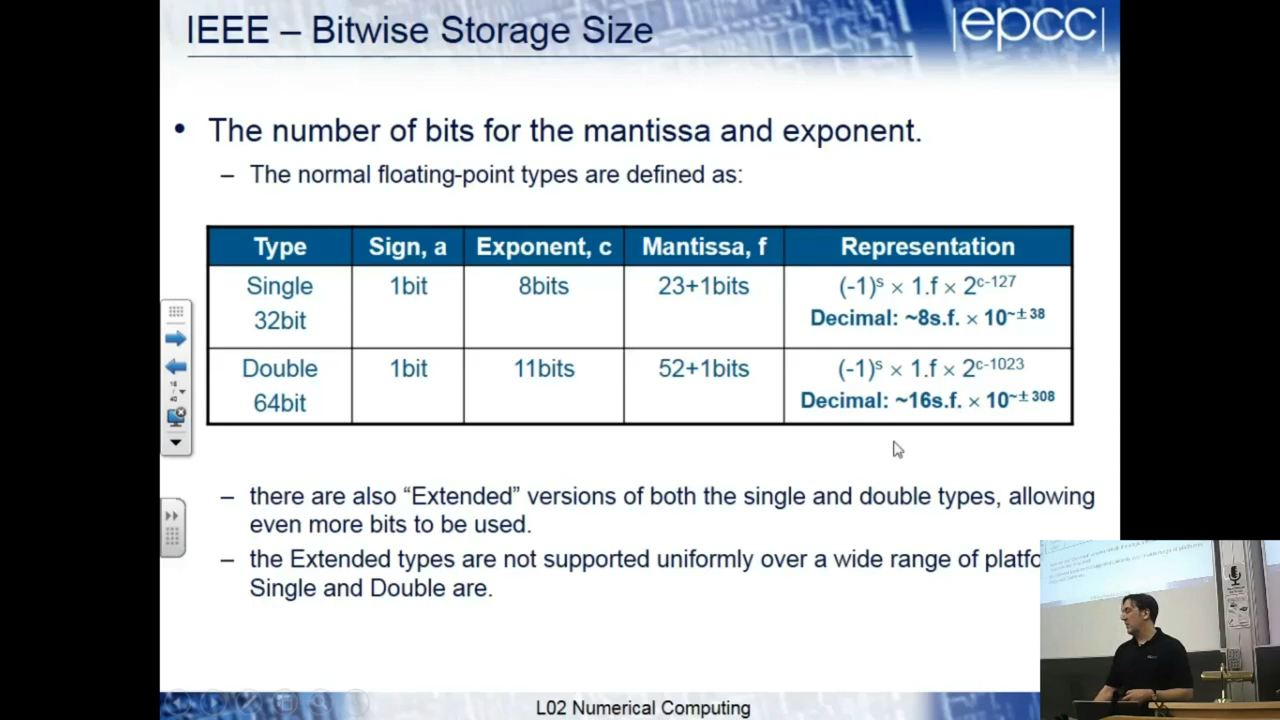 IEEE – Bitwise Storage Size
|epcc|
• The number of bits for the mantissa and exponent.
– The normal floating-point types are defined as:
Type Sign, a Exponent, c Mantissa, f Representation
Single 1bit 8bits 23+1bits (-1)ˢ × 1.f × 2ᶜ⁻¹²⁷
32bit Decimal: ~8s.f. × 10~± 38
Double 1bit 11bits 52+1bits (-1)ˢ × 1.f × 2ᶜ⁻¹⁰²³
64bit Decimal: ~16s.f. × 10~± 308
– there are also “Extended” versions of both the single and double types, allowing
even more bits to be used.
– the Extended types are not supported uniformly over a wide range of platfo
Single and Double are.
L02 Numerical Computing